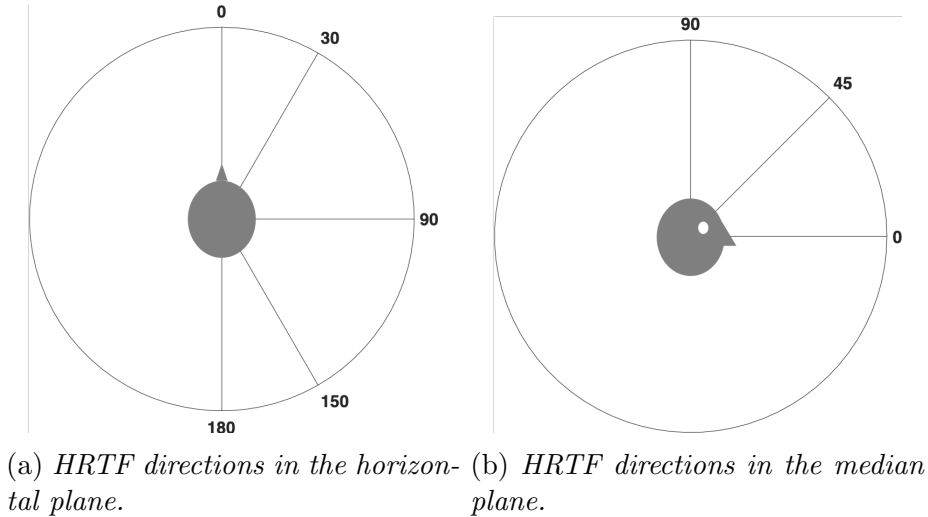 0
30
90
150
180
(a) HRTF directions in the horizon-
tal plane.
90
45
0
(b) HRTF directions in the median
plane.